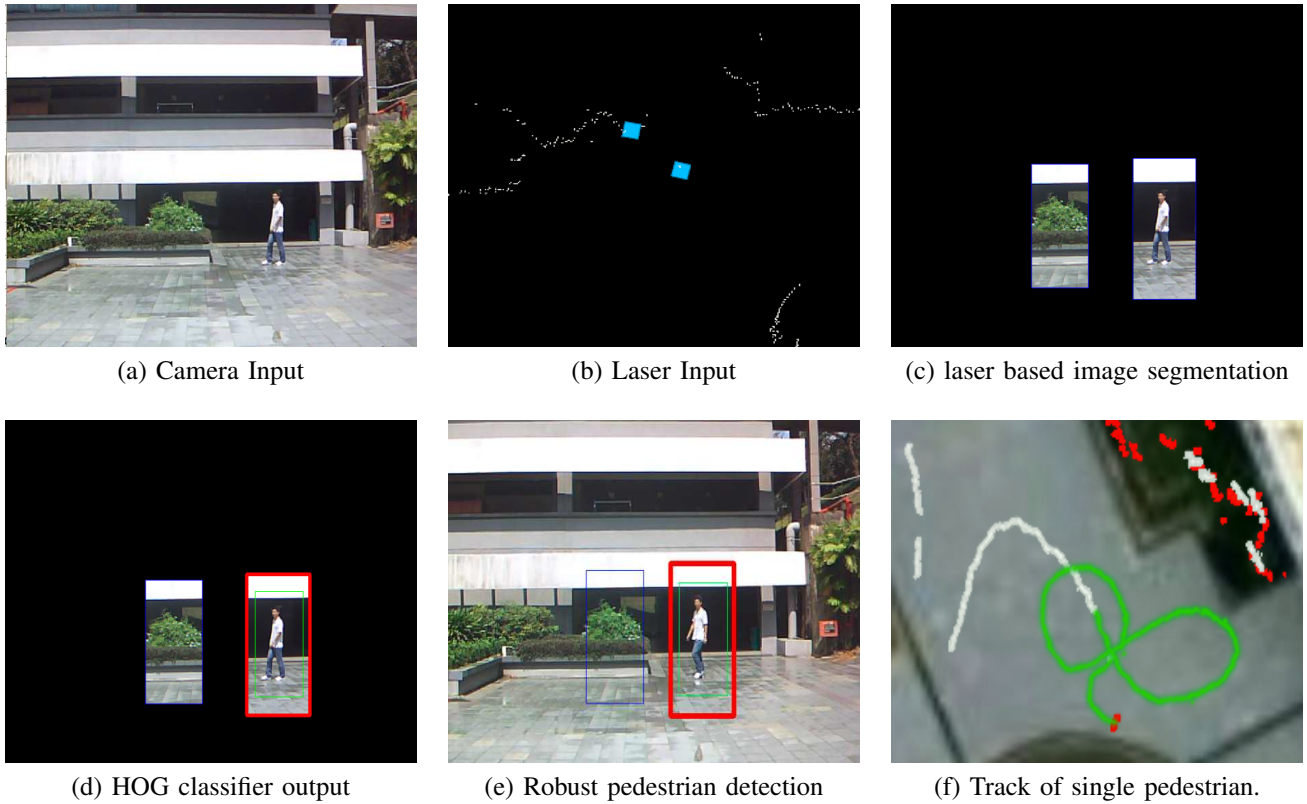 (a) Camera Input
(b) Laser Input
(c) laser based image segmentation
(d) HOG classifier output
(e) Robust pedestrian detection
(f) Track of single pedestrian.